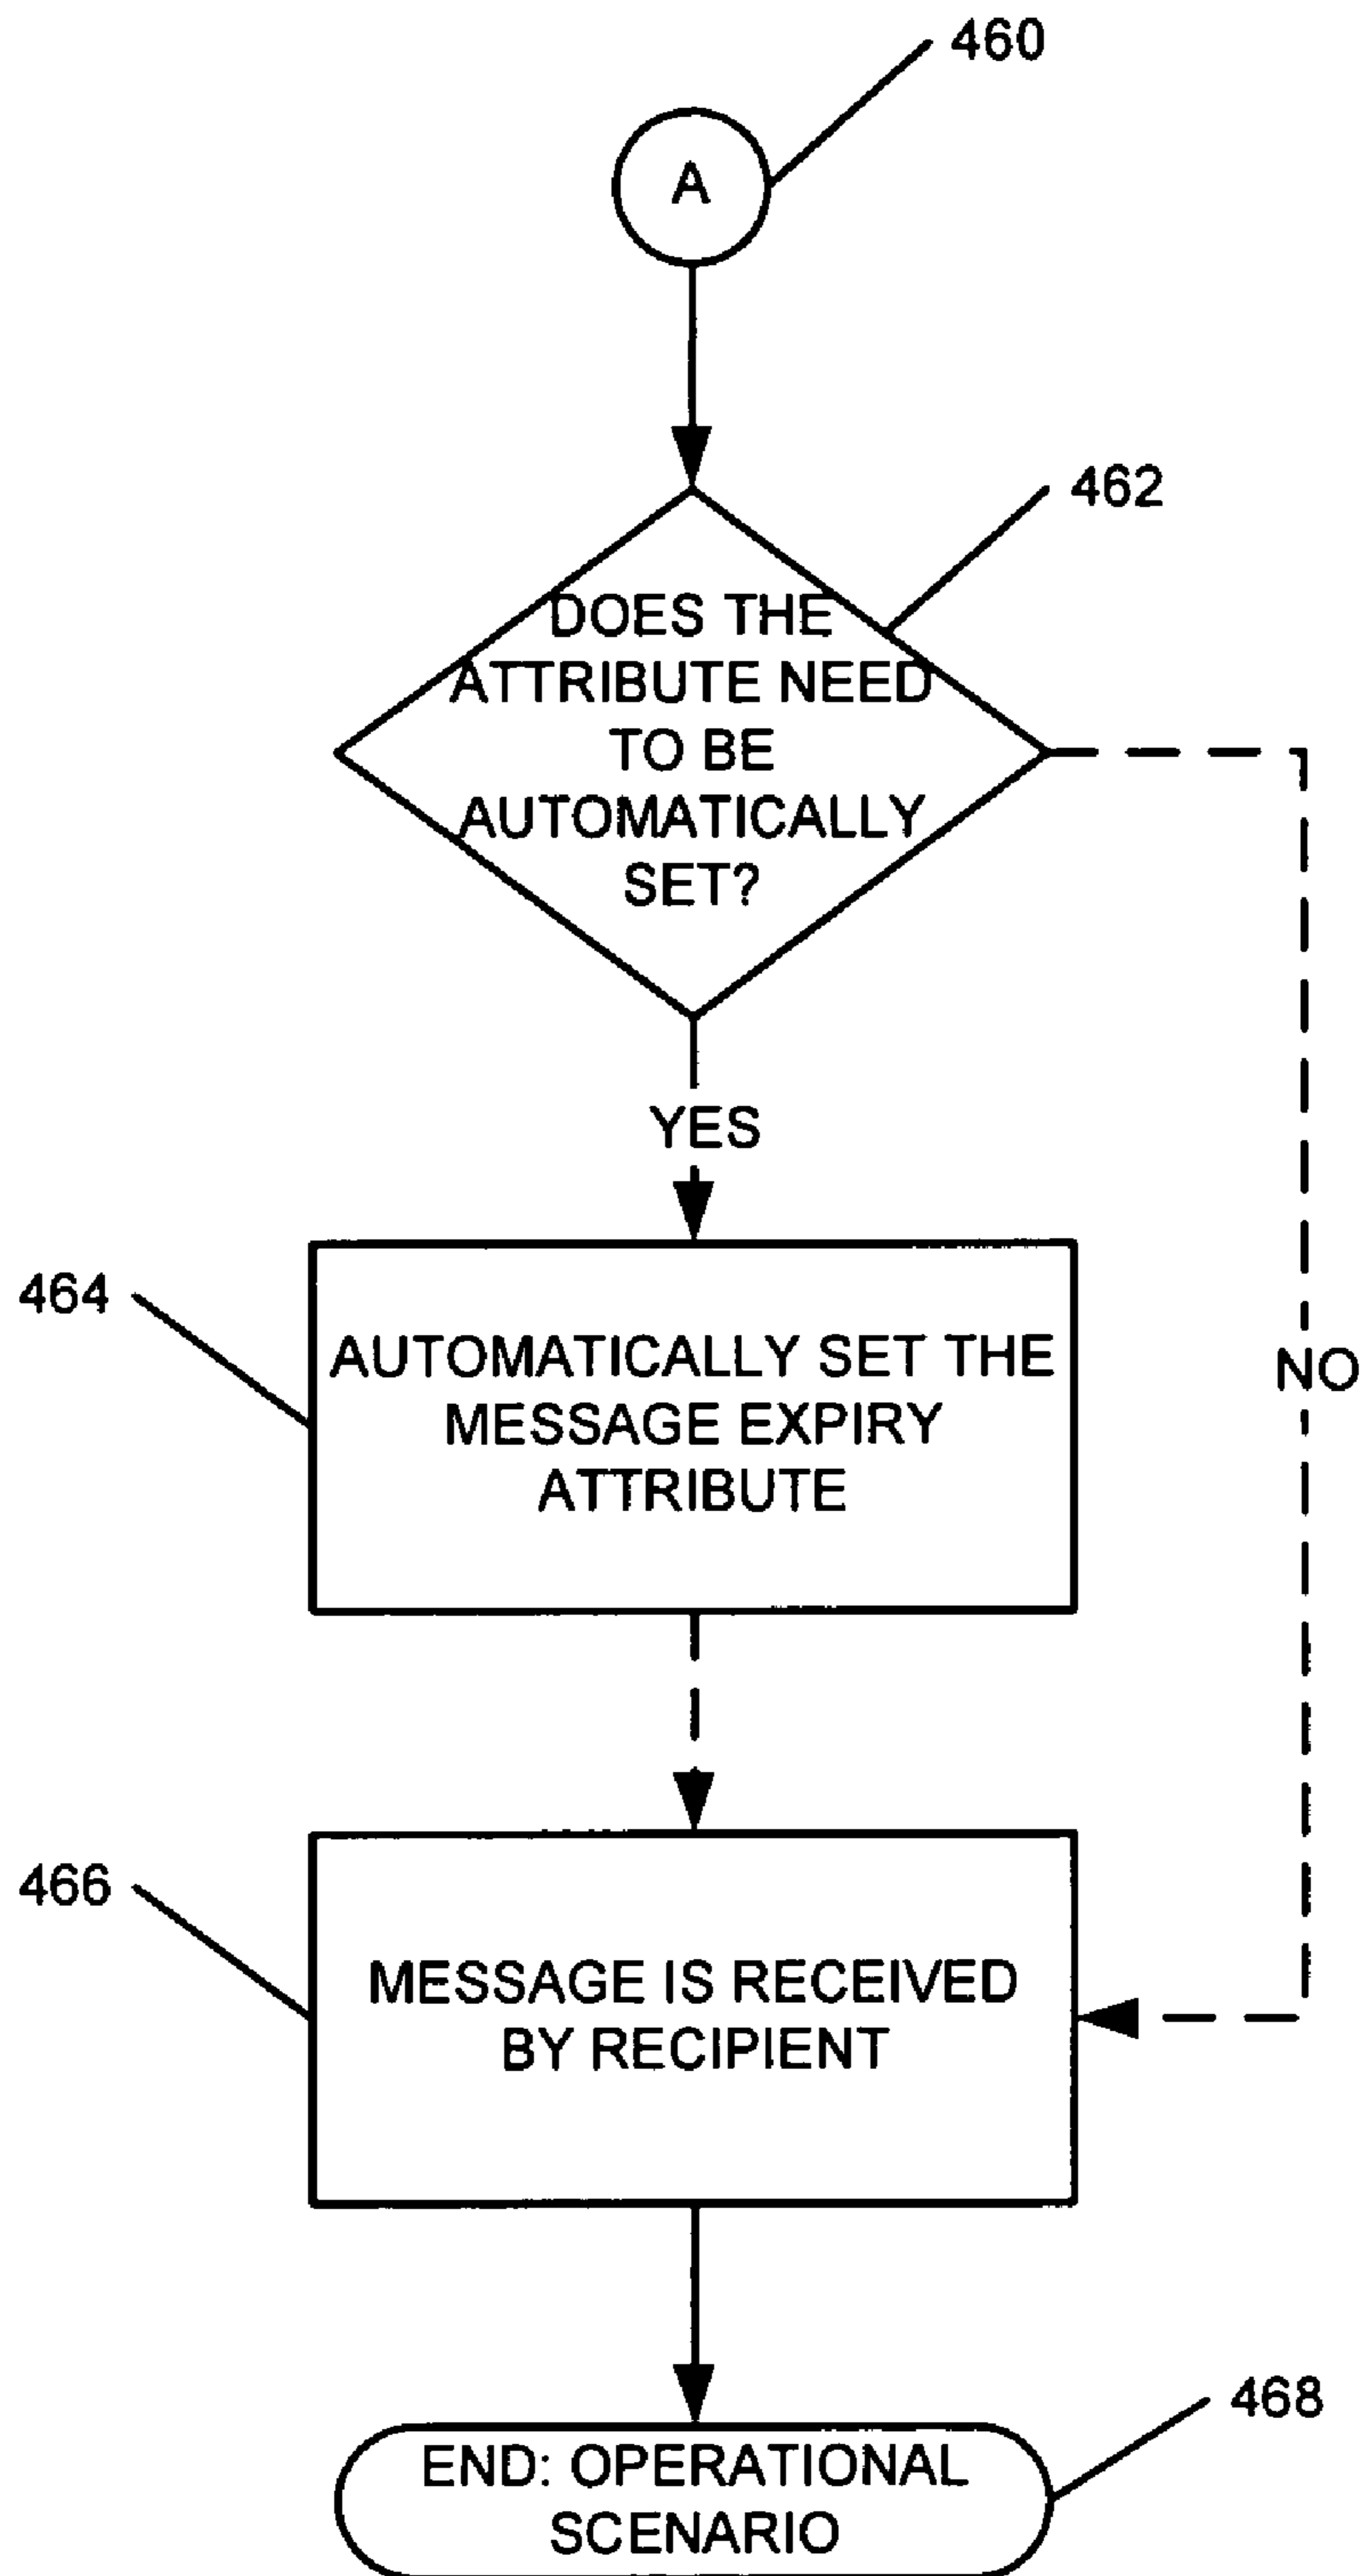 460
A
462
DOES THE
ATTRIBUTE NEED
TO BE
AUTOMATICALLY
SET?
YES
NO
464
AUTOMATICALLY SET THE
MESSAGE EXPIRY
ATTRIBUTE
466
MESSAGE IS RECEIVED
BY RECIPIENT
468
END: OPERATIONAL
SCENARIO